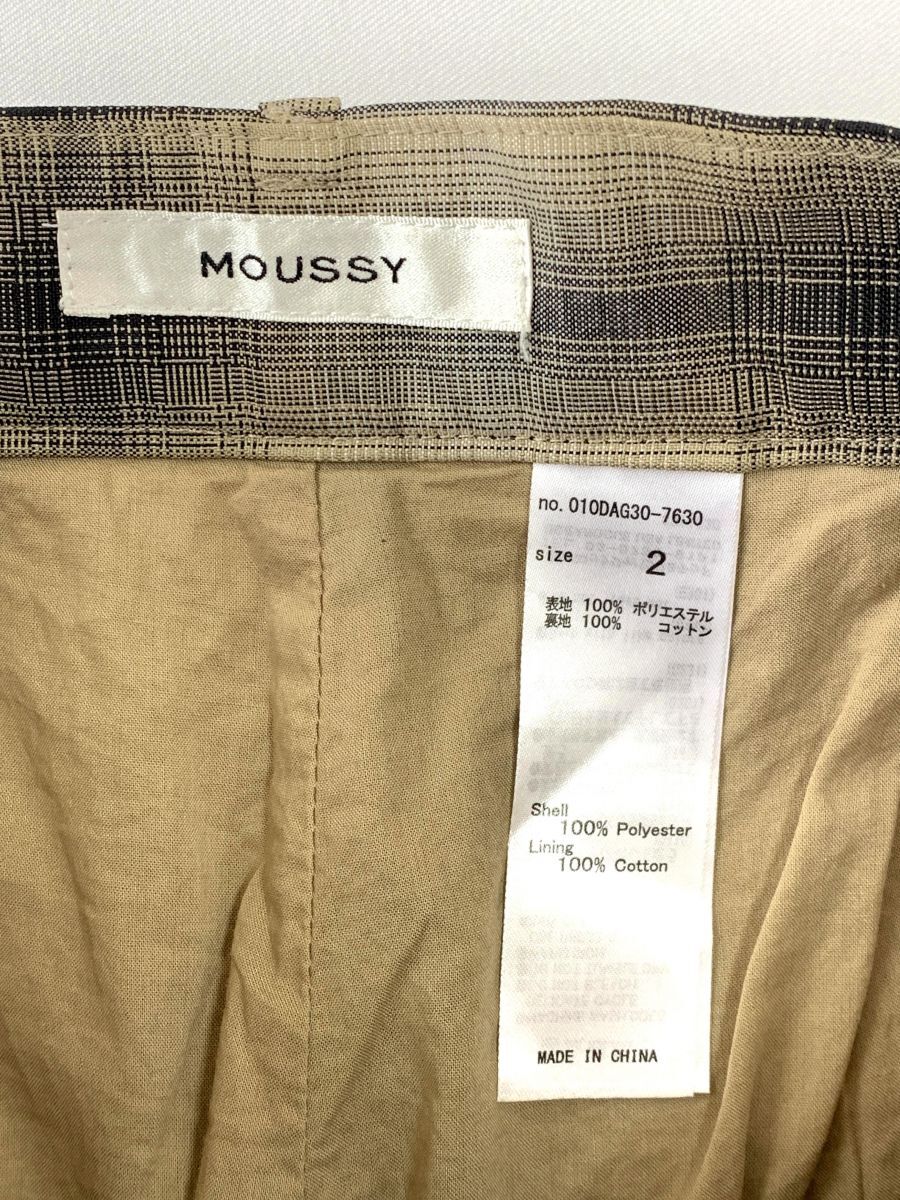 MOUSSY
no. 010DAG30-7630
size 2
表地 100% ポリエステル
裏地 100% コットン
Shell
100% Polyester
Lining
100% Cotton
MADE IN CHINA